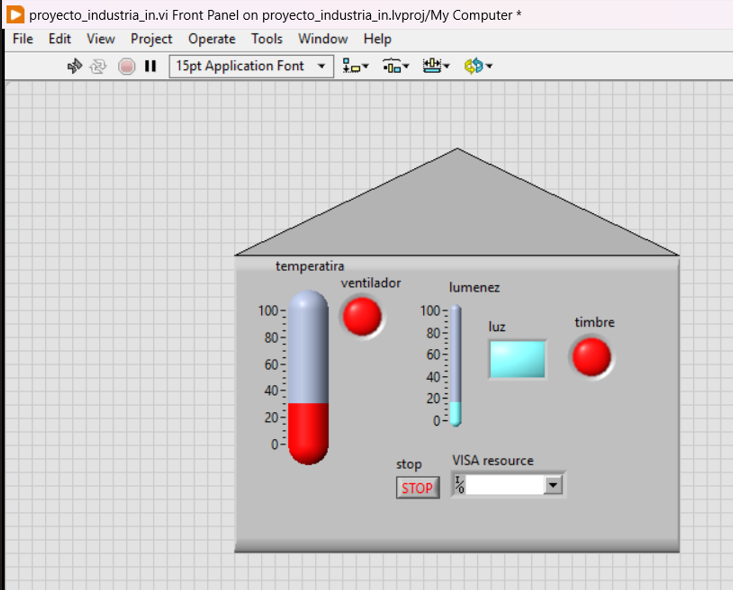 proyecto_industria_in.vi Front Panel on proyecto_industria_in.lvproj/My Computer *
File Edit View Project Operate Tools Window Help
15pt Application Font
temperatira
ventilador
lumenez
luz
timbre
100
80
60
40
20
0
100
80
60
40
20
0
stop
STOP
VISA resource
I/O